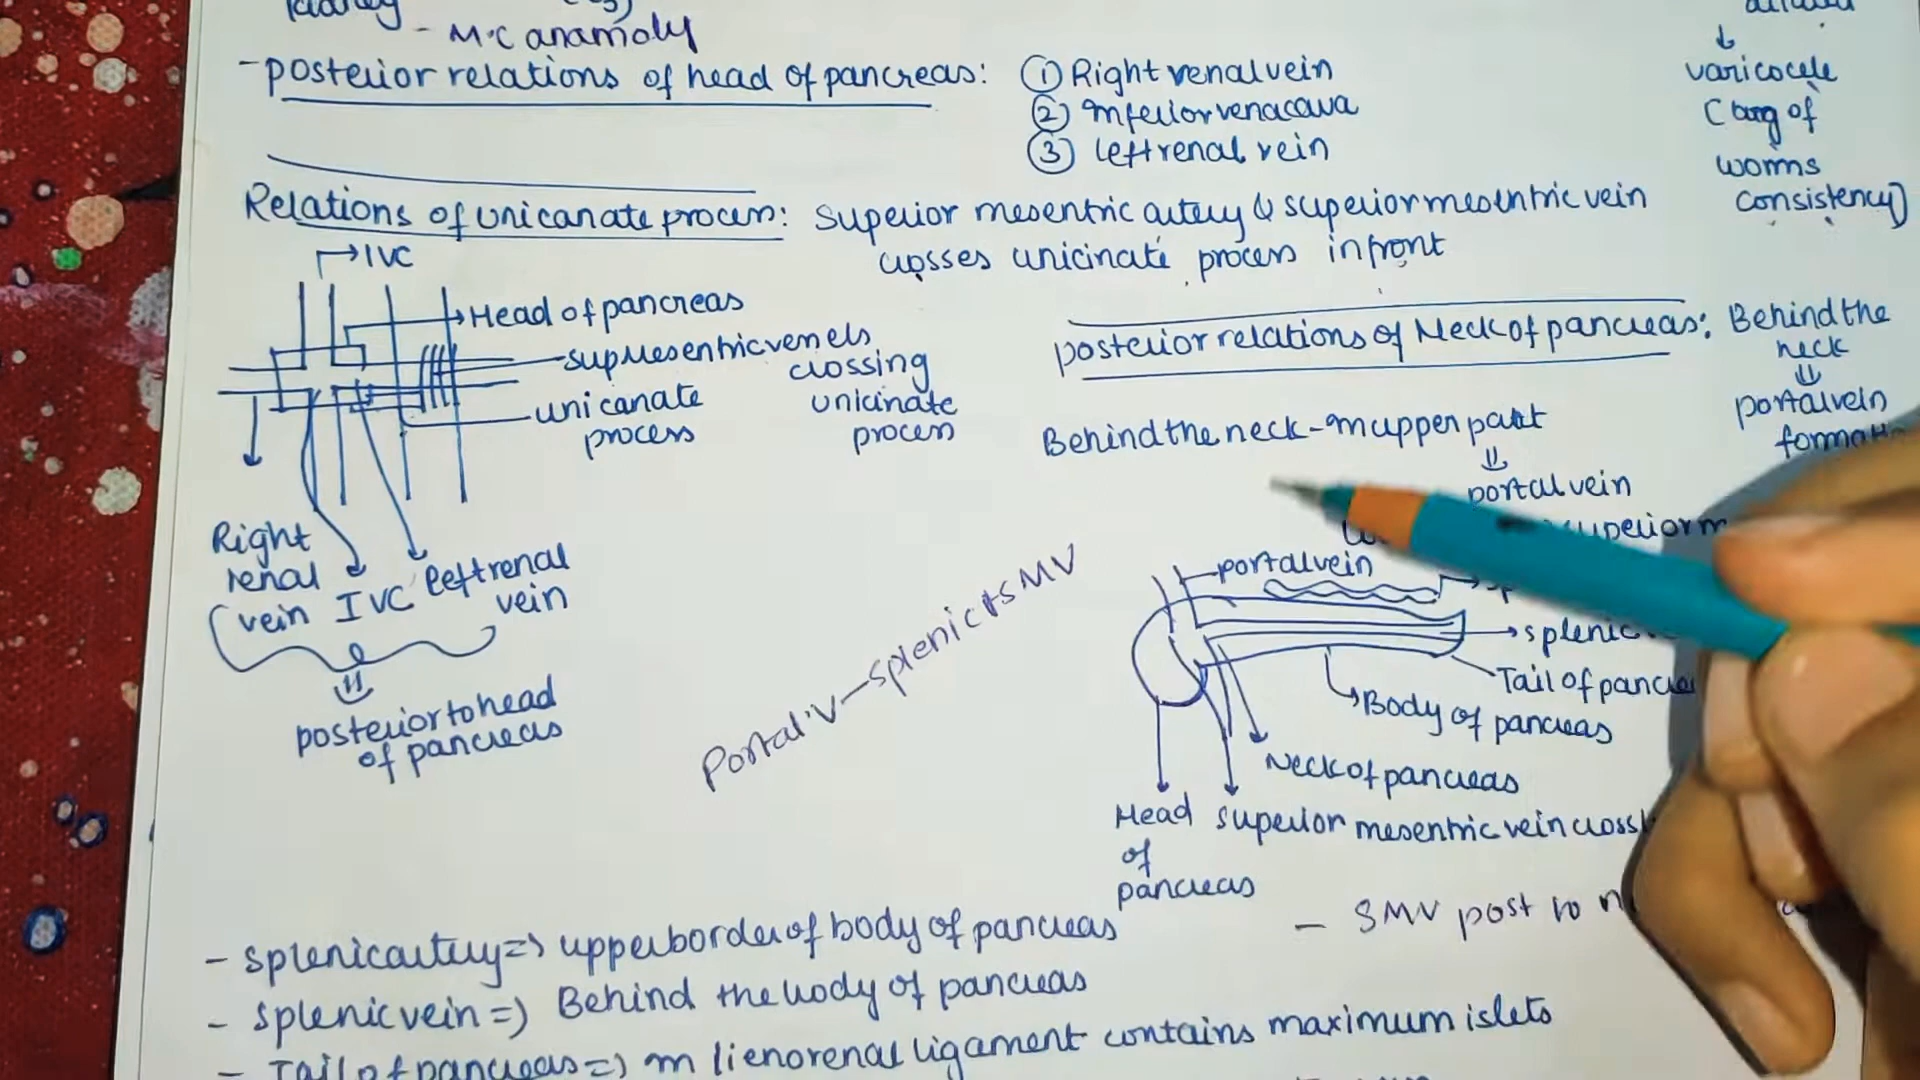 kidney
- M.C anamoly
- posterior relations of head of pancreas: ① Right renal vein
② Inferior venacava
③ left renal vein
↓
varicocele
( bag of
worms
consistency)
Relations of unicanate process: superior mesentric artery & superior mesentric vein
crosses unicinate process infront
→IVC
→Head of pancreas
sup Mesentric vessels
crossing
unicinate
process
unicanate
process
Right
renal
vein
IVC
left renal
vein
⇓
posterior to head
of pancreas
posterior relations of Neck of pancreas: Behind the
neck
⇓
portal vein
Behind the neck - In upper part
⇓
portal vein
portal vein
→ splenic
Tail of
Body of pancreas
Neck of pancreas
Head
of
pancreas
superior mesentric vein
Portal V - splenic + SMV
- SMV post to
- splenic artery => upper border of body of pancreas
- splenic vein => Behind the body of pancreas
- Tail of pancreas => In lienorenal ligament contains maximum islets